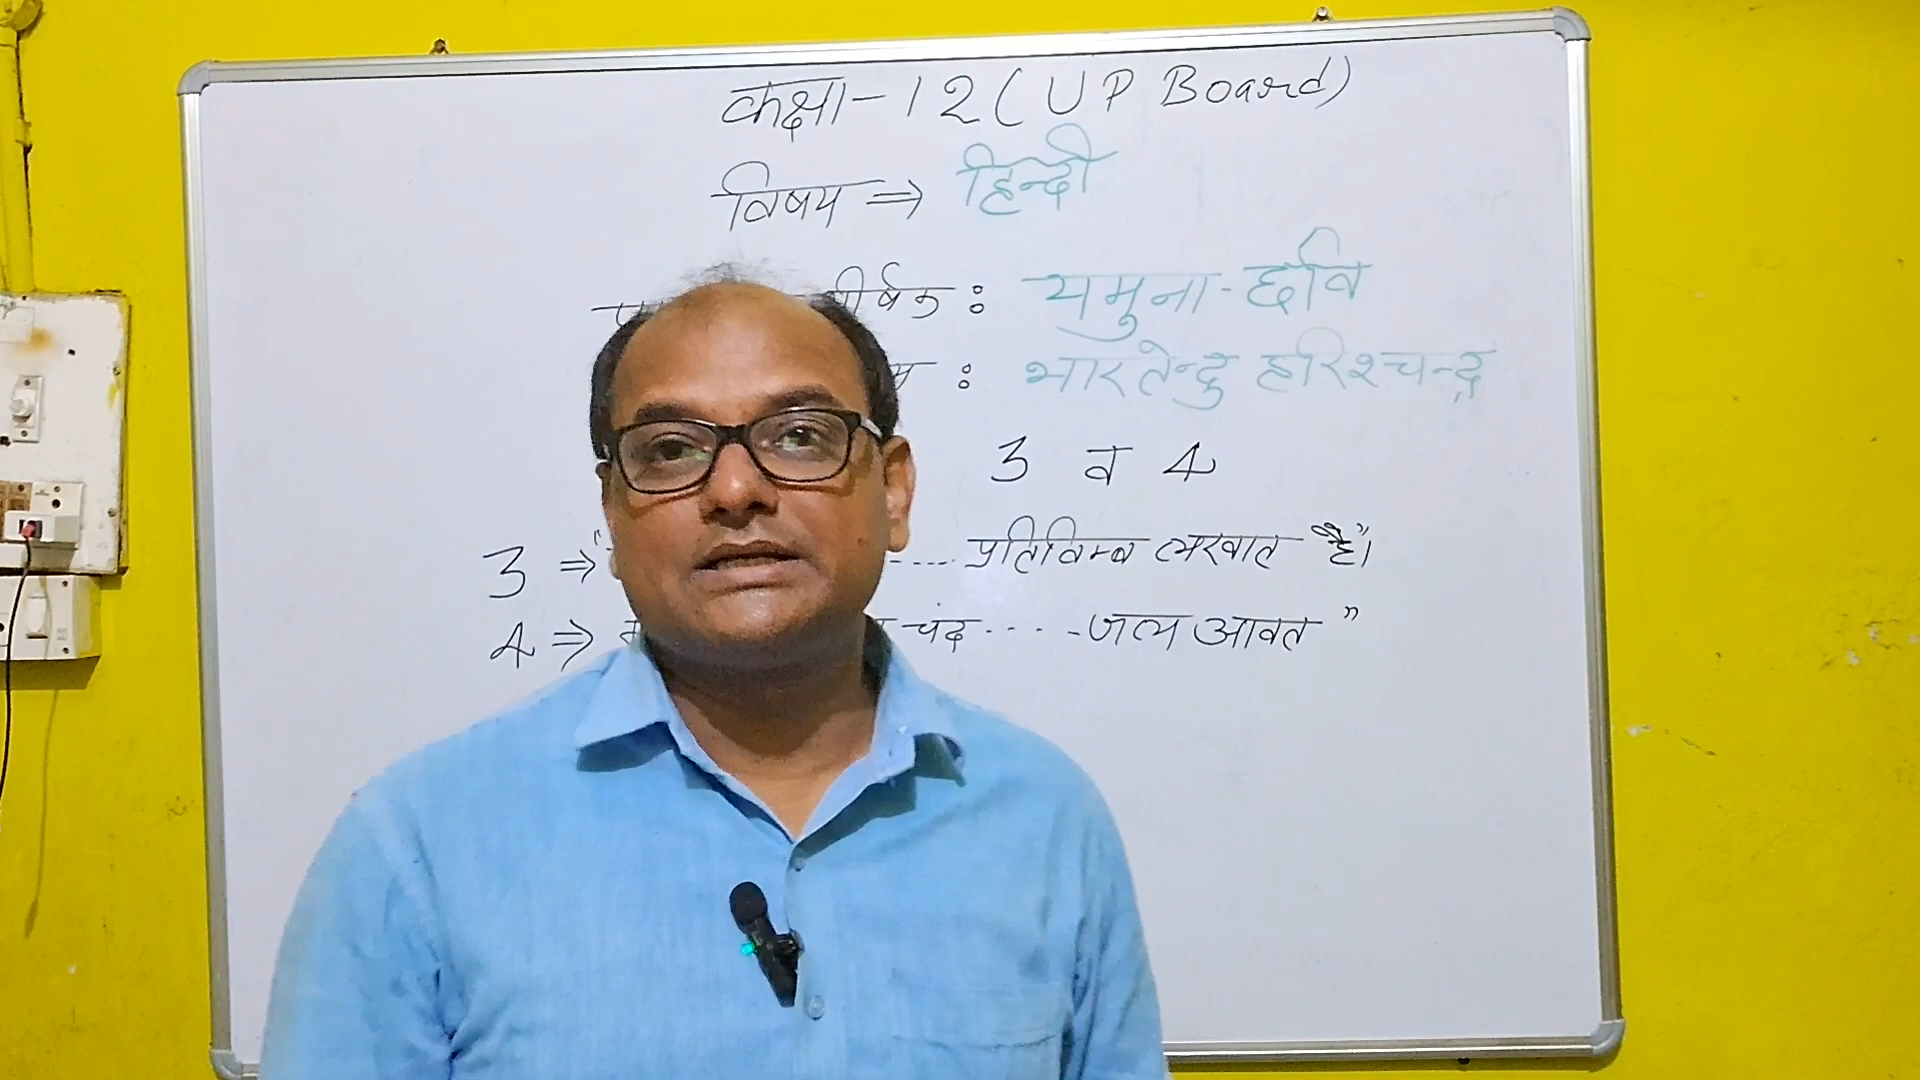 कक्षा-12 (UP Board)
विषय ⇒ हिन्दी
शीर्षक : यमुना-छवि
: भारतेन्दु हरिश्चन्द्र
3 व 4
3 ⇒ " .... प्रतिविम्ब लखात है"।
4 ⇒ चंद .... जल आवत "